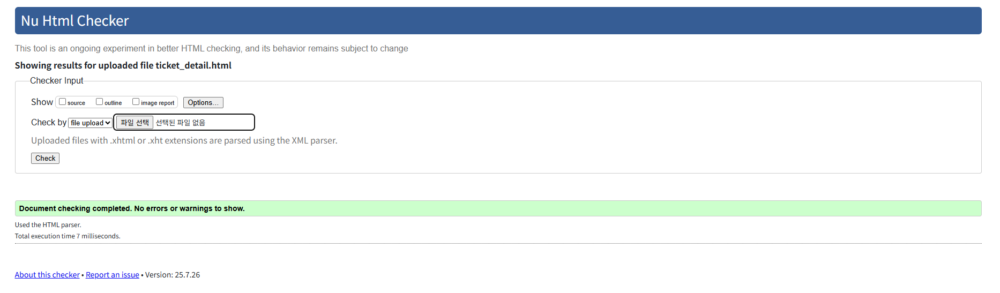 Nu Html Checker
This tool is an ongoing experiment in better HTML checking, and its behavior remains subject to change
Showing results for uploaded file ticket_detail.html
Checker Input
Show source outline image report Options...
Check by file upload 파일 선택 선택된 파일 없음
Uploaded files with .xhtml or .xht extensions are parsed using the XML parser.
Check
Document checking completed. No errors or warnings to show.
Used the HTML parser.
Total execution time 7 milliseconds.
About this checker • Report an issue • Version: 25.7.26